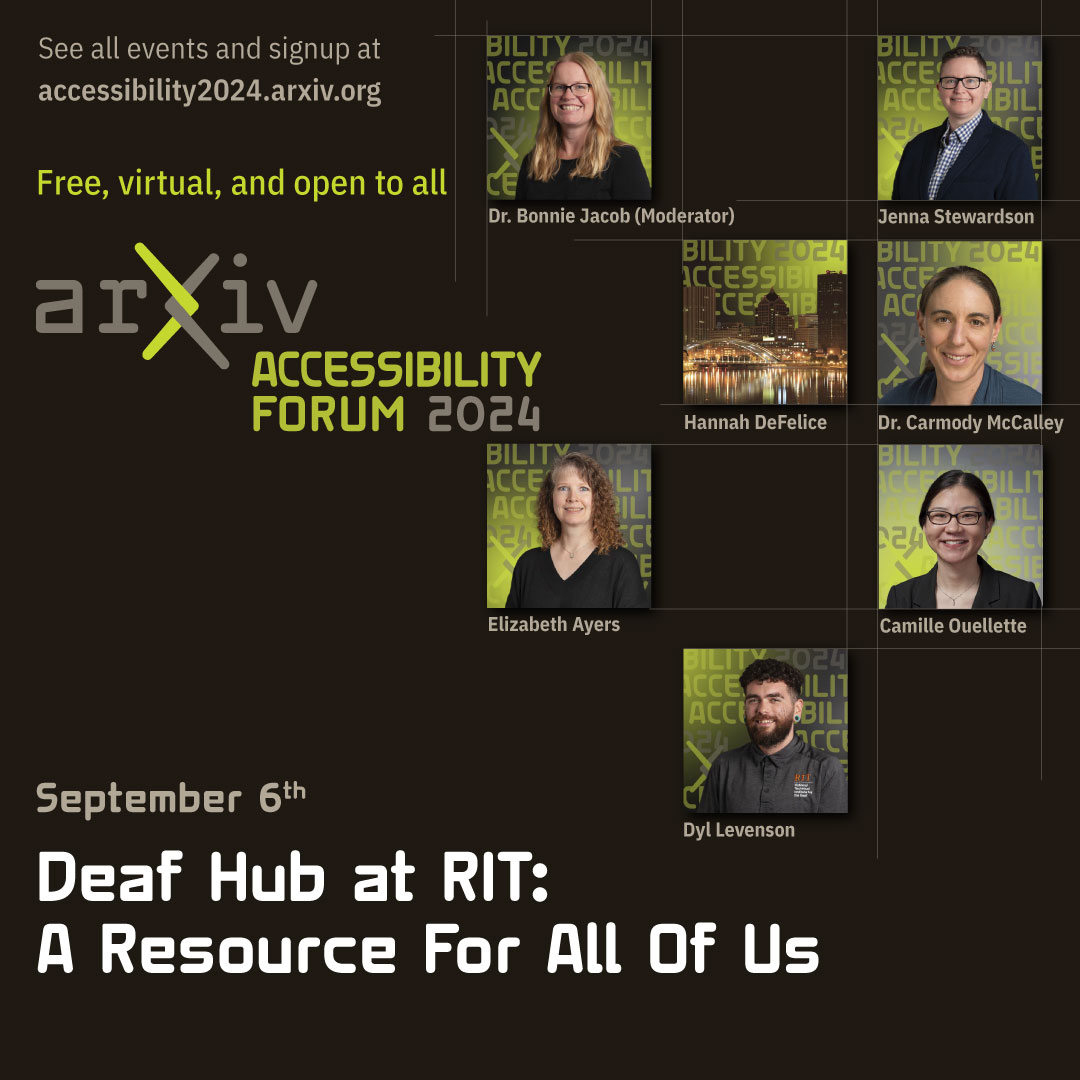 See all events and signup at
accessibility2024.arxiv.org
Free, virtual, and open to all
arXiv
ACCESSIBILITY
FORUM 2024
Dr. Bonnie Jacob (Moderator)
Jenna Stewardson
Hannah DeFelice
Dr. Carmody McCalley
Elizabeth Ayers
Camille Ouellette
Dyl Levenson
RIT
September 6th
Deaf Hub at RIT:
A Resource For All Of Us